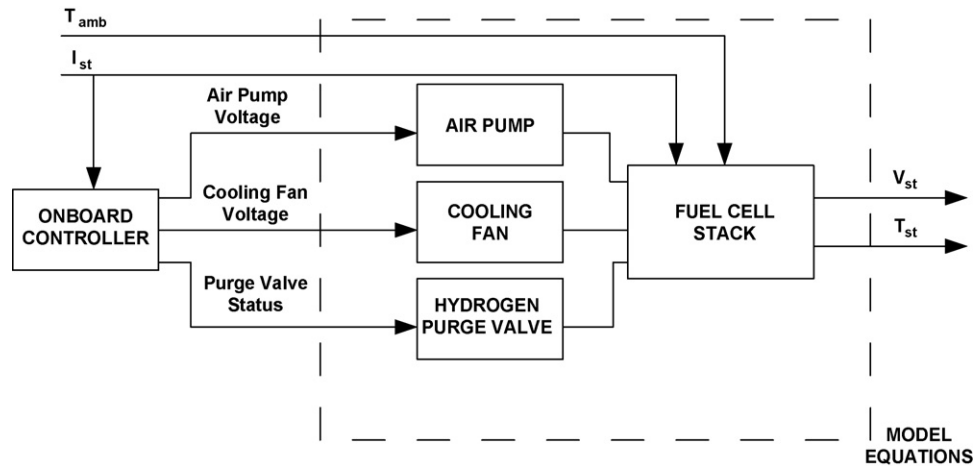 T amb
I st
Air Pump
Voltage
AIR PUMP
Cooling Fan
Voltage
ONBOARD
CONTROLLER
COOLING
FAN
FUEL CELL
STACK
V st
T st
Purge Valve
Status
HYDROGEN
PURGE VALVE
MODEL
EQUATIONS